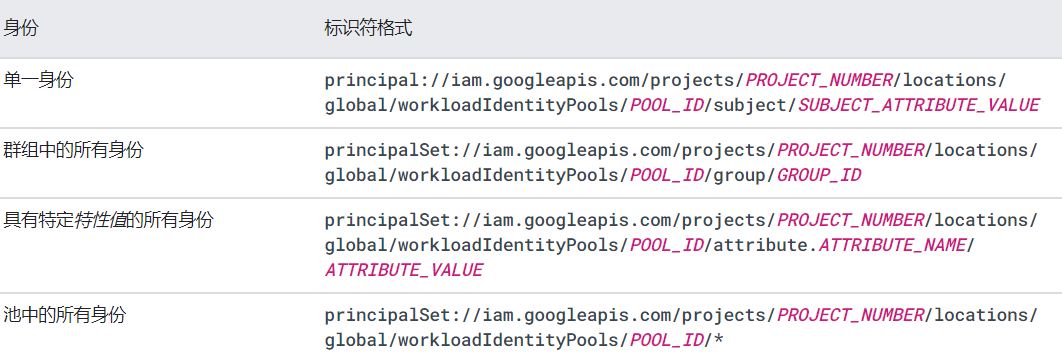 身份 标识符格式
单一身份 principal://iam.googleapis.com/projects/PROJECT_NUMBER/locations/
global/workloadIdentityPools/POOL_ID/subject/SUBJECT_ATTRIBUTE_VALUE
群组中的所有身份 principalSet://iam.googleapis.com/projects/PROJECT_NUMBER/locations/
global/workloadIdentityPools/POOL_ID/group/GROUP_ID
具有特定特性值的所有身份 principalSet://iam.googleapis.com/projects/PROJECT_NUMBER/locations/
global/workloadIdentityPools/POOL_ID/attribute.ATTRIBUTE_NAME/
ATTRIBUTE_VALUE
池中的所有身份 principalSet://iam.googleapis.com/projects/PROJECT_NUMBER/locations/
global/workloadIdentityPools/POOL_ID/*